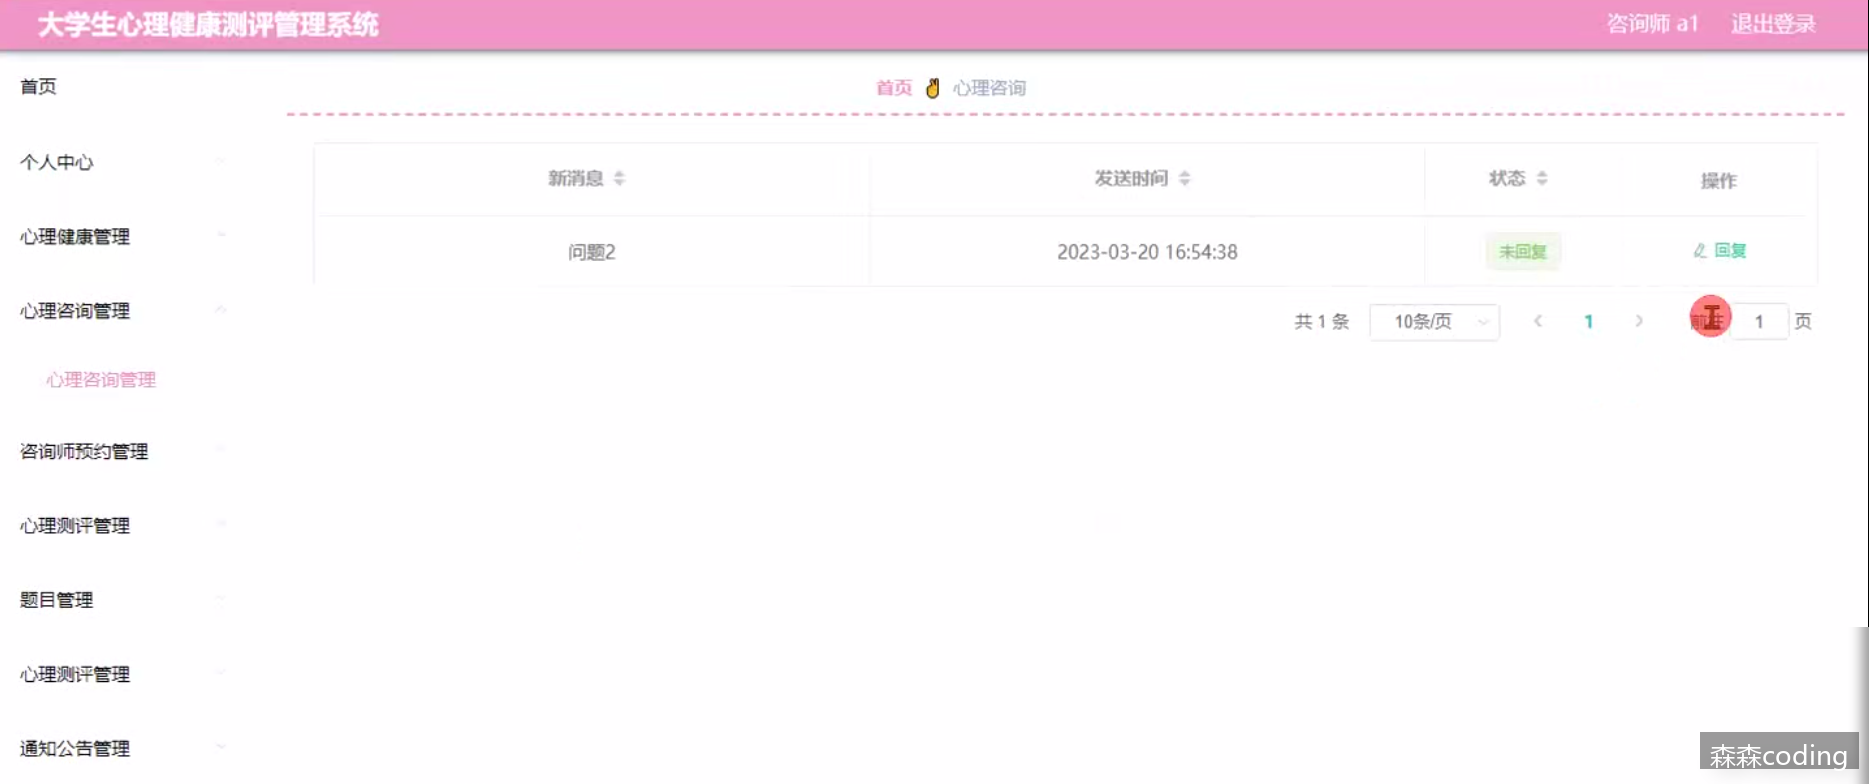 大学生心理健康测评管理系统
咨询师 a1 退出登录
首页
首页 心理咨询
个人中心
心理健康管理
心理咨询管理
心理咨询管理
咨询师预约管理
心理测评管理
题目管理
心理测评管理
通知公告管理
新消息 发送时间 状态 操作
问题2 2023-03-20 16:54:38 未回复 回复
共 1 条 10条/页 1 前往 1 页
森森coding